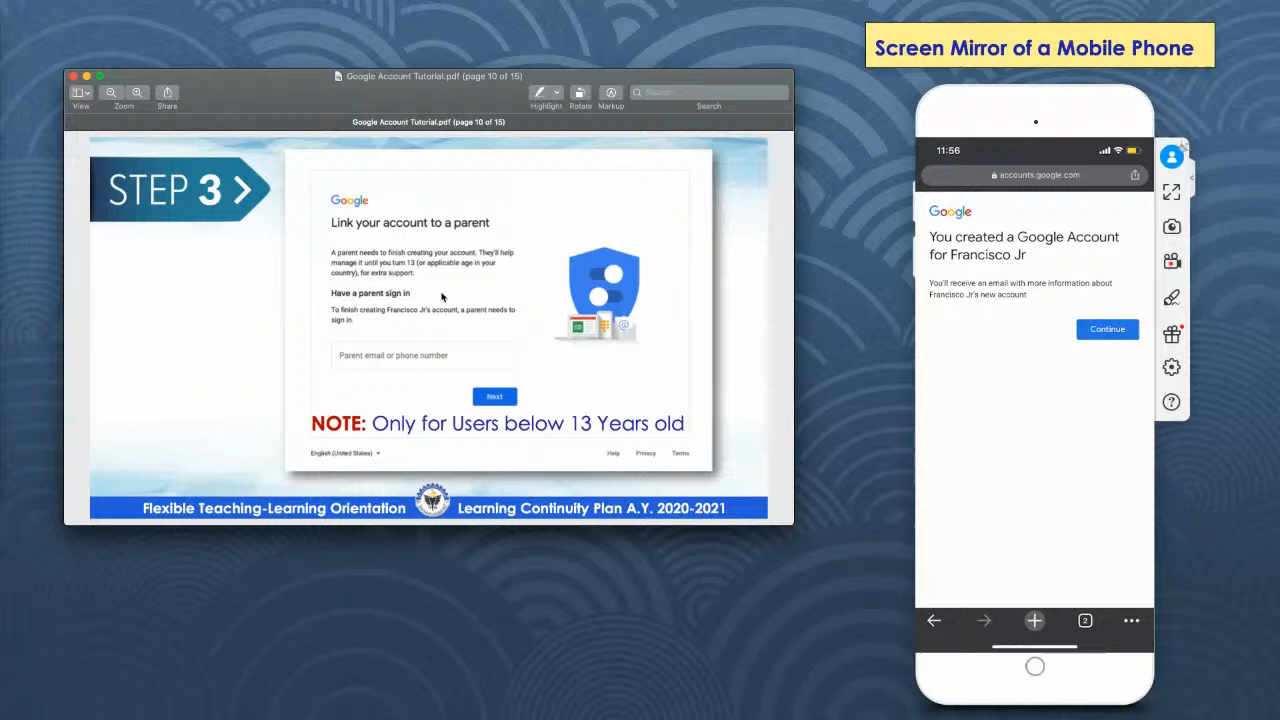 Screen Mirror of a Mobile Phone
Google Account Tutorial.pdf (page 10 of 15)
View
Zoom
Share
Highlight
Rotate
Markup
Search
Search
Google Account Tutorial.pdf (page 10 of 15)
STEP 3
Google
Link your account to a parent
A parent needs to finish creating your account. They'll help
manage it until you turn 13 (or applicable age in your
country), for extra support.
Have a parent sign in
To finish creating Francisco Jr's account, a parent needs to
sign in.
Parent email or phone number
Next
NOTE: Only for Users below 13 Years old
English (United States)
Help
Privacy
Terms
Flexible Teaching-Learning Orientation
Learning Continuity Plan A.Y. 2020-2021
11:56
accounts.google.com
Google
You created a Google Account
for Francisco Jr
You'll receive an email with more information about
Francisco Jr's new account
Continue
2